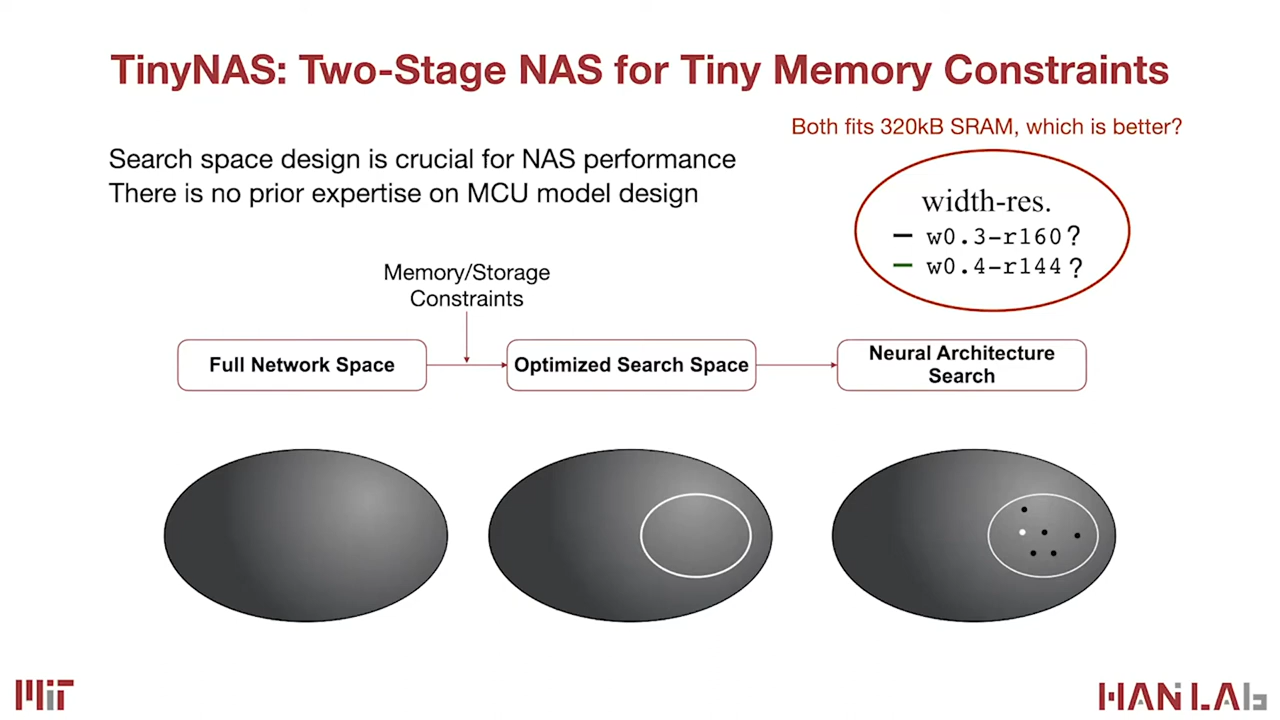 TinyNAS: Two-Stage NAS for Tiny Memory Constraints
Both fits 320kB SRAM, which is better?
Search space design is crucial for NAS performance
There is no prior expertise on MCU model design
width-res.
w0.3-r160?
w0.4-r144?
Memory/Storage
Constraints
Full Network Space
Optimized Search Space
Neural Architecture
Search
MIT
HAN LAB